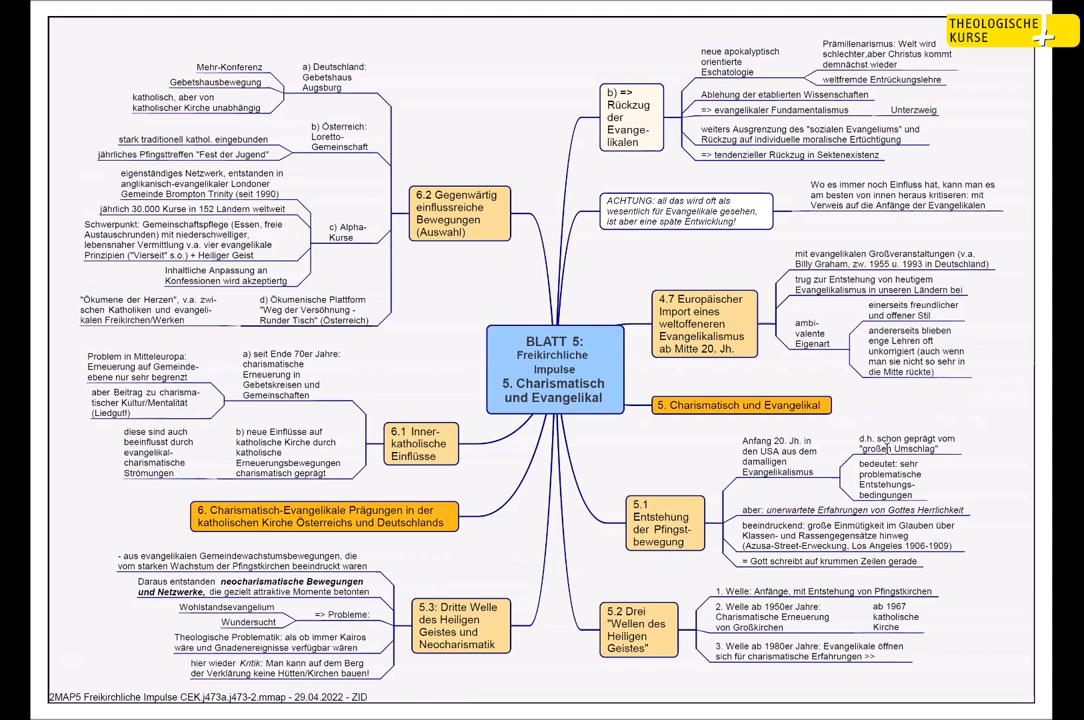 THEOLOGISCHE
KURSE
b) =>
Rückzug
der
Evange-
likalen
neue apokalyptisch
orientierte
Eschatologie
Prämillenarismus: Welt wird
schlechter,aber Christus kommt
demnächst wieder
weltfremde Entrückungslehre
Ablehung der etablierten Wissenschaften
=> evangelikaler Fundamentalismus
Unterzweig
weiters Ausgrenzung des "sozialen Evangeliums" und
Rückzug auf individuelle moralische Ertüchtigung
=> tendenzieller Rückzug in Sektenexistenz
ACHTUNG: all das wird oft als
wesentlich für Evangelikale gesehen,
ist aber eine späte Entwicklung!
Wo es immer noch Einfluss hat, kann man es
am besten von innen heraus kritiseren: mit
Verweis auf die Anfänge der Evangelikalen
4.7 Europäischer
Import eines
weltoffeneren
Evangelikalismus
ab Mitte 20. Jh.
mit evangelikalen Großveranstaltungen (v.a.
Billy Graham, zw. 1955 u. 1993 in Deutschland)
trug zur Entstehung von heutigem
Evangelikalismus in unseren Ländern bei
ambi-
valente
Eigenart
einerseits freundlicher
und offener Stil
andererseits blieben
enge Lehren oft
unkorrigiert (auch wenn
man sie nicht so sehr in
die Mitte rückte)
BLATT 5:
Freikirchliche
Impulse
5. Charismatisch
und Evangelikal
5. Charismatisch und Evangelikal
5.1
Entstehung
der Pfingst-
bewegung
Anfang 20. Jh. in
den USA aus dem
damalligen
Evangelikalismus
d.h. schon geprägt vom
"großen Umschlag"
bedeutet: sehr
problematische
Entstehungs-
bedingungen
aber: unerwartete Erfahrungen von Gottes Herrlichkeit
beeindruckend: große Einmütigkeit im Glauben über
Klassen- und Rassengegensätze hinweg
(Azusa-Street-Erweckung, Los Angeles 1906-1909)
= Gott schreibt auf krummen Zeilen gerade
5.2 Drei
"Wellen des
Heiligen
Geistes"
1. Welle: Anfänge, mit Entstehung von Pfingstkirchen
2. Welle ab 1950er Jahre:
Charismatische Erneuerung
von Großkirchen
ab 1967
katholische
Kirche
3. Welle ab 1980er Jahre: Evangelikale öffnen
sich für charismatische Erfahrungen >>
5.3: Dritte Welle
des Heiligen
Geistes und
Neocharismatik
- aus evangelikalen Gemeindewachstumsbewegungen, die
vom starken Wachstum der Pfingstkirchen beeindruckt waren
Daraus entstanden neocharismatische Bewegungen
und Netzwerke, die gezielt attraktive Momente betonten
=> Probleme:
Wohlstandsevangelium
Wundersucht
Theologische Problematik: als ob immer Kairos
wäre und Gnadenereignisse verfügbar wären
hier wieder Kritik: Man kann auf dem Berg
der Verklärung keine Hütten/Kirchen bauen!
6. Charismatisch-Evangelikale Prägungen in der
katholischen Kirche Österreichs und Deutschlands
6.1 Inner-
katholische
Einflüsse
a) seit Ende 70er Jahre:
charismatische
Erneuerung in
Gebetskreisen und
Gemeinschaften
Problem in Mitteleuropa:
Erneuerung auf Gemeinde-
ebene nur sehr begrenzt
aber Beitrag zu charisma-
tischer Kultur/Mentalität
(Liedgut!)
b) neue Einflüsse auf
katholische Kirche durch
katholische
Erneuerungsbewegungen
charismatisch geprägt
diese sind auch
beeinflusst durch
evangelikal-
charismatische
Strömungen
6.2 Gegenwärtig
einflussreiche
Bewegungen
(Auswahl)
a) Deutschland:
Gebetshaus
Augsburg
Mehr-Konferenz
Gebetshausbewegung
katholisch, aber von
katholischer Kirche unabhängig
b) Österreich:
Loretto-
Gemeinschaft
stark traditionell kathol. eingebunden
jährliches Pfingsttreffen "Fest der Jugend"
c) Alpha-
Kurse
eigenständiges Netzwerk, entstanden in
anglikanisch-evangelikaler Londoner
Gemeinde Brompton Trinity (seit 1990)
jährlich 30.000 Kurse in 152 Ländern weltweit
Schwerpunkt: Gemeinschaftspflege (Essen, freie
Austauschrunden) mit niederschwelliger,
lebensnaher Vermittlung v.a. vier evangelikale
Prinzipien ("Vierseit" s.o.) + Heiliger Geist
Inhaltliche Anpassung an
Konfessionen wird akzeptiertg
d) Ökumenische Plattform
"Weg der Versöhnung -
Runder Tisch" (Österreich)
"Ökumene der Herzen", v.a. zwi-
schen Katholiken und evangeli-
kalen Freikirchen/Werken
2MAP5 Freikirchliche Impulse CEK.j473a.j473-2.mmap - 29.04.2022 - ZID